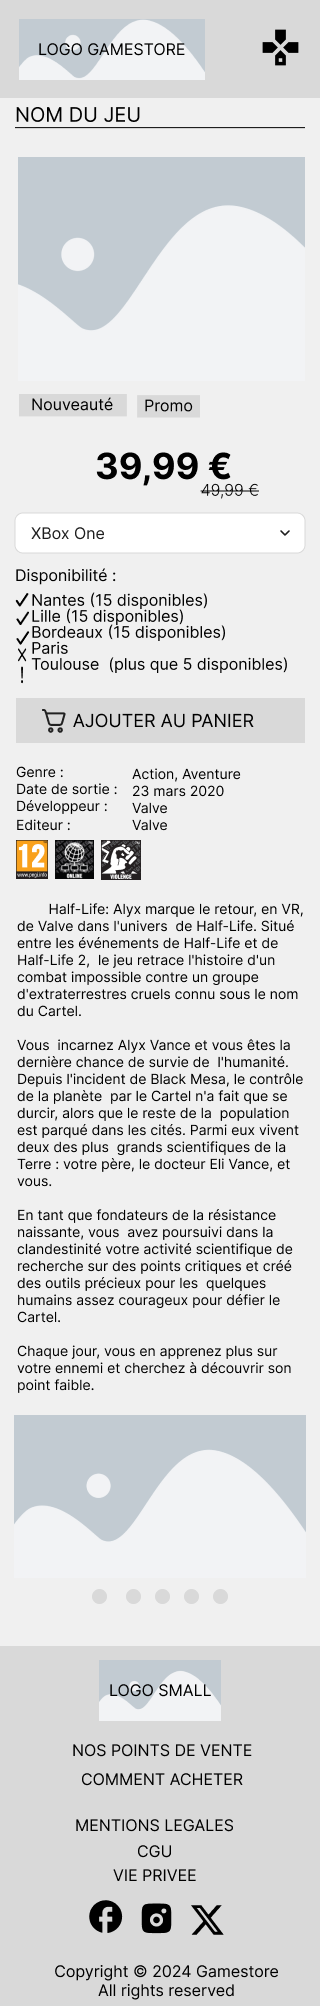 LOGO GAMESTORE
NOM DU JEU
Nouveauté
Promo
39,99 €
49,99 €
XBox One
Disponibilité :
Nantes (15 disponibles)
Lille (15 disponibles)
Bordeaux (15 disponibles)
X Paris
! Toulouse (plus que 5 disponibles)
AJOUTER AU PANIER
Genre : Action, Aventure
Date de sortie : 23 mars 2020
Développeur : Valve
Editeur : Valve
12
www.pegi.info
ONLINE
VIOLENCE
Half-Life: Alyx marque le retour, en VR,
de Valve dans l'univers de Half-Life. Situé
entre les événements de Half-Life et de
Half-Life 2, le jeu retrace l'histoire d'un
combat impossible contre un groupe
d'extraterrestres cruels connu sous le nom
du Cartel.
Vous incarnez Alyx Vance et vous êtes la
dernière chance de survie de l'humanité.
Depuis l'incident de Black Mesa, le contrôle
de la planète par le Cartel n'a fait que se
durcir, alors que le reste de la population
est parqué dans les cités. Parmi eux vivent
deux des plus grands scientifiques de la
Terre : votre père, le docteur Eli Vance, et
vous.
En tant que fondateurs de la résistance
naissante, vous avez poursuivi dans la
clandestinité votre activité scientifique de
recherche sur des points critiques et créé
des outils précieux pour les quelques
humains assez courageux pour défier le
Cartel.
Chaque jour, vous en apprenez plus sur
votre ennemi et cherchez à découvrir son
point faible.
LOGO SMALL
NOS POINTS DE VENTE
COMMENT ACHETER
MENTIONS LEGALES
CGU
VIE PRIVEE
Copyright © 2024 Gamestore
All rights reserved